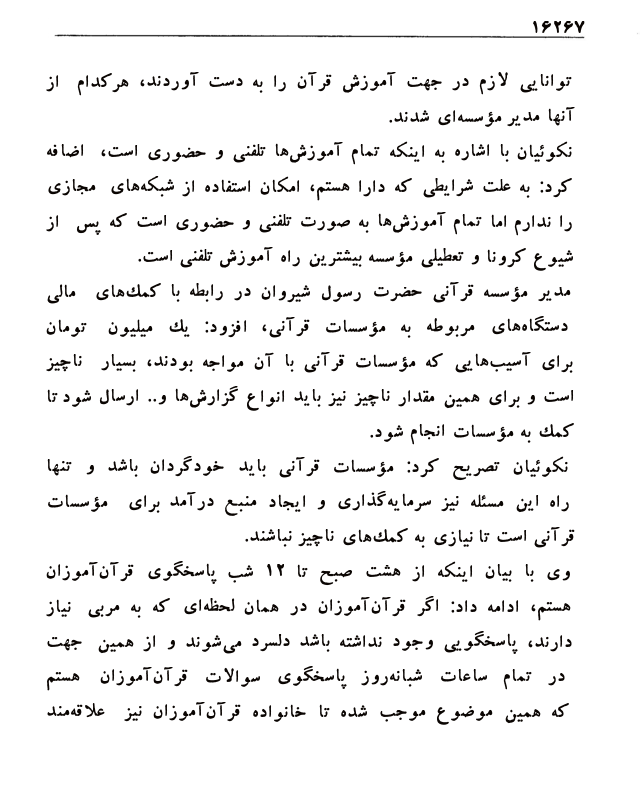 ۱۶۲۶۷
توانایی لازم در جهت آموزش قرآن را به دست آوردند، هرکدام از
آنها مدیر مؤسسه‌ای شدند.
نکوئیان با اشاره به اینکه تمام آموزش‌ها تلفنی و حضوری است، اضافه
کرد: به علت شرایطی که دارا هستم، امکان استفاده از شبکه‌های مجازی
را ندارم اما تمام آموزش‌ها به صورت تلفنی و حضوری است که پس از
شیوع کرونا و تعطیلی مؤسسه بیشترین راه آموزش تلفنی است.
مدیر مؤسسه قرآنی حضرت رسول شیروان در رابطه با کمك‌های مالی
دستگاه‌های مربوطه به مؤسسات قرآنی، افزود: یك میلیون تومان
برای آسیب‌هایی که مؤسسات قرآنی با آن مواجه بودند، بسیار ناچیز
است و برای همین مقدار ناچیز نیز باید انواع گزارش‌ها و.. ارسال شود تا
کمك به مؤسسات انجام شود.
نکوئیان تصریح کرد: مؤسسات قرآنی باید خودگردان باشد و تنها
راه این مسئله نیز سرمایه‌گذاری و ایجاد منبع درآمد برای مؤسسات
قرآنی است تا نیازی به کمك‌های ناچیز نباشند.
وی با بیان اینکه از هشت صبح تا ۱۲ شب پاسخگوی قرآن‌آموزان
هستم، ادامه داد: اگر قرآن‌آموزان در همان لحظه‌ای که به مربی نیاز
دارند، پاسخگویی وجود نداشته باشد دلسرد می‌شوند و از همین جهت
در تمام ساعات شبانه‌روز پاسخگوی سوالات قرآن‌آموزان هستم
که همین موضوع موجب شده تا خانواده قرآن‌آموزان نیز علاقه‌مند